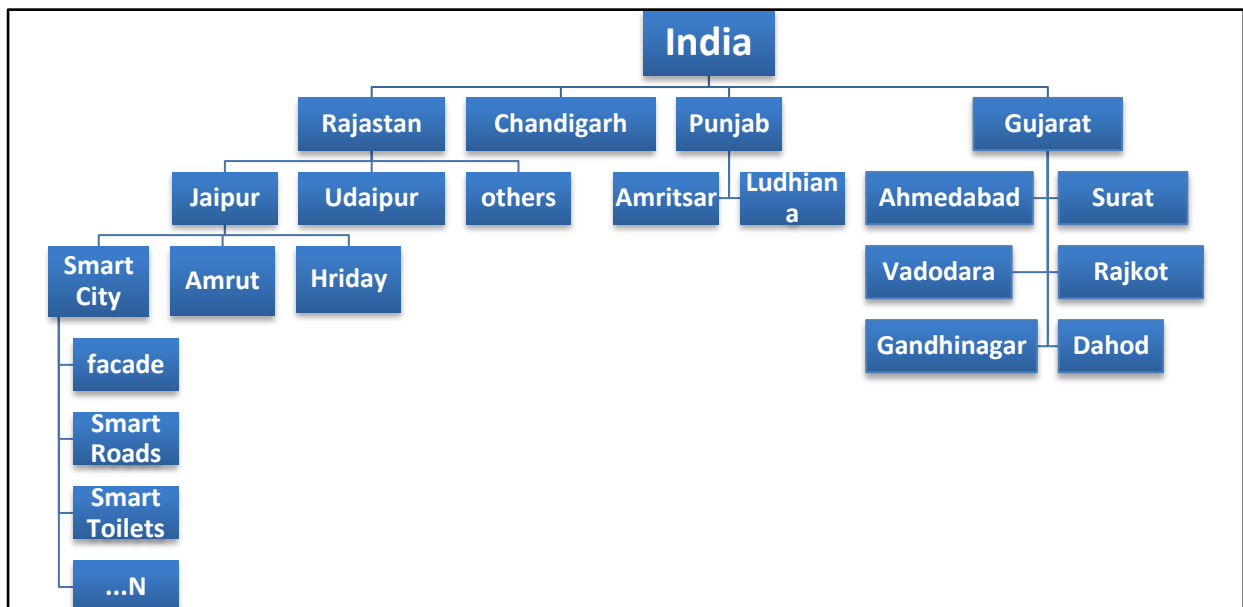 India
Rajastan
Chandigarh
Punjab
Gujarat
Jaipur
Udaipur
others
Amritsar
Ludhian
a
Ahmedabad
Surat
Smart
City
Amrut
Hriday
Vadodara
Rajkot
Gandhinagar
Dahod
facade
Smart
Roads
Smart
Toilets
...N